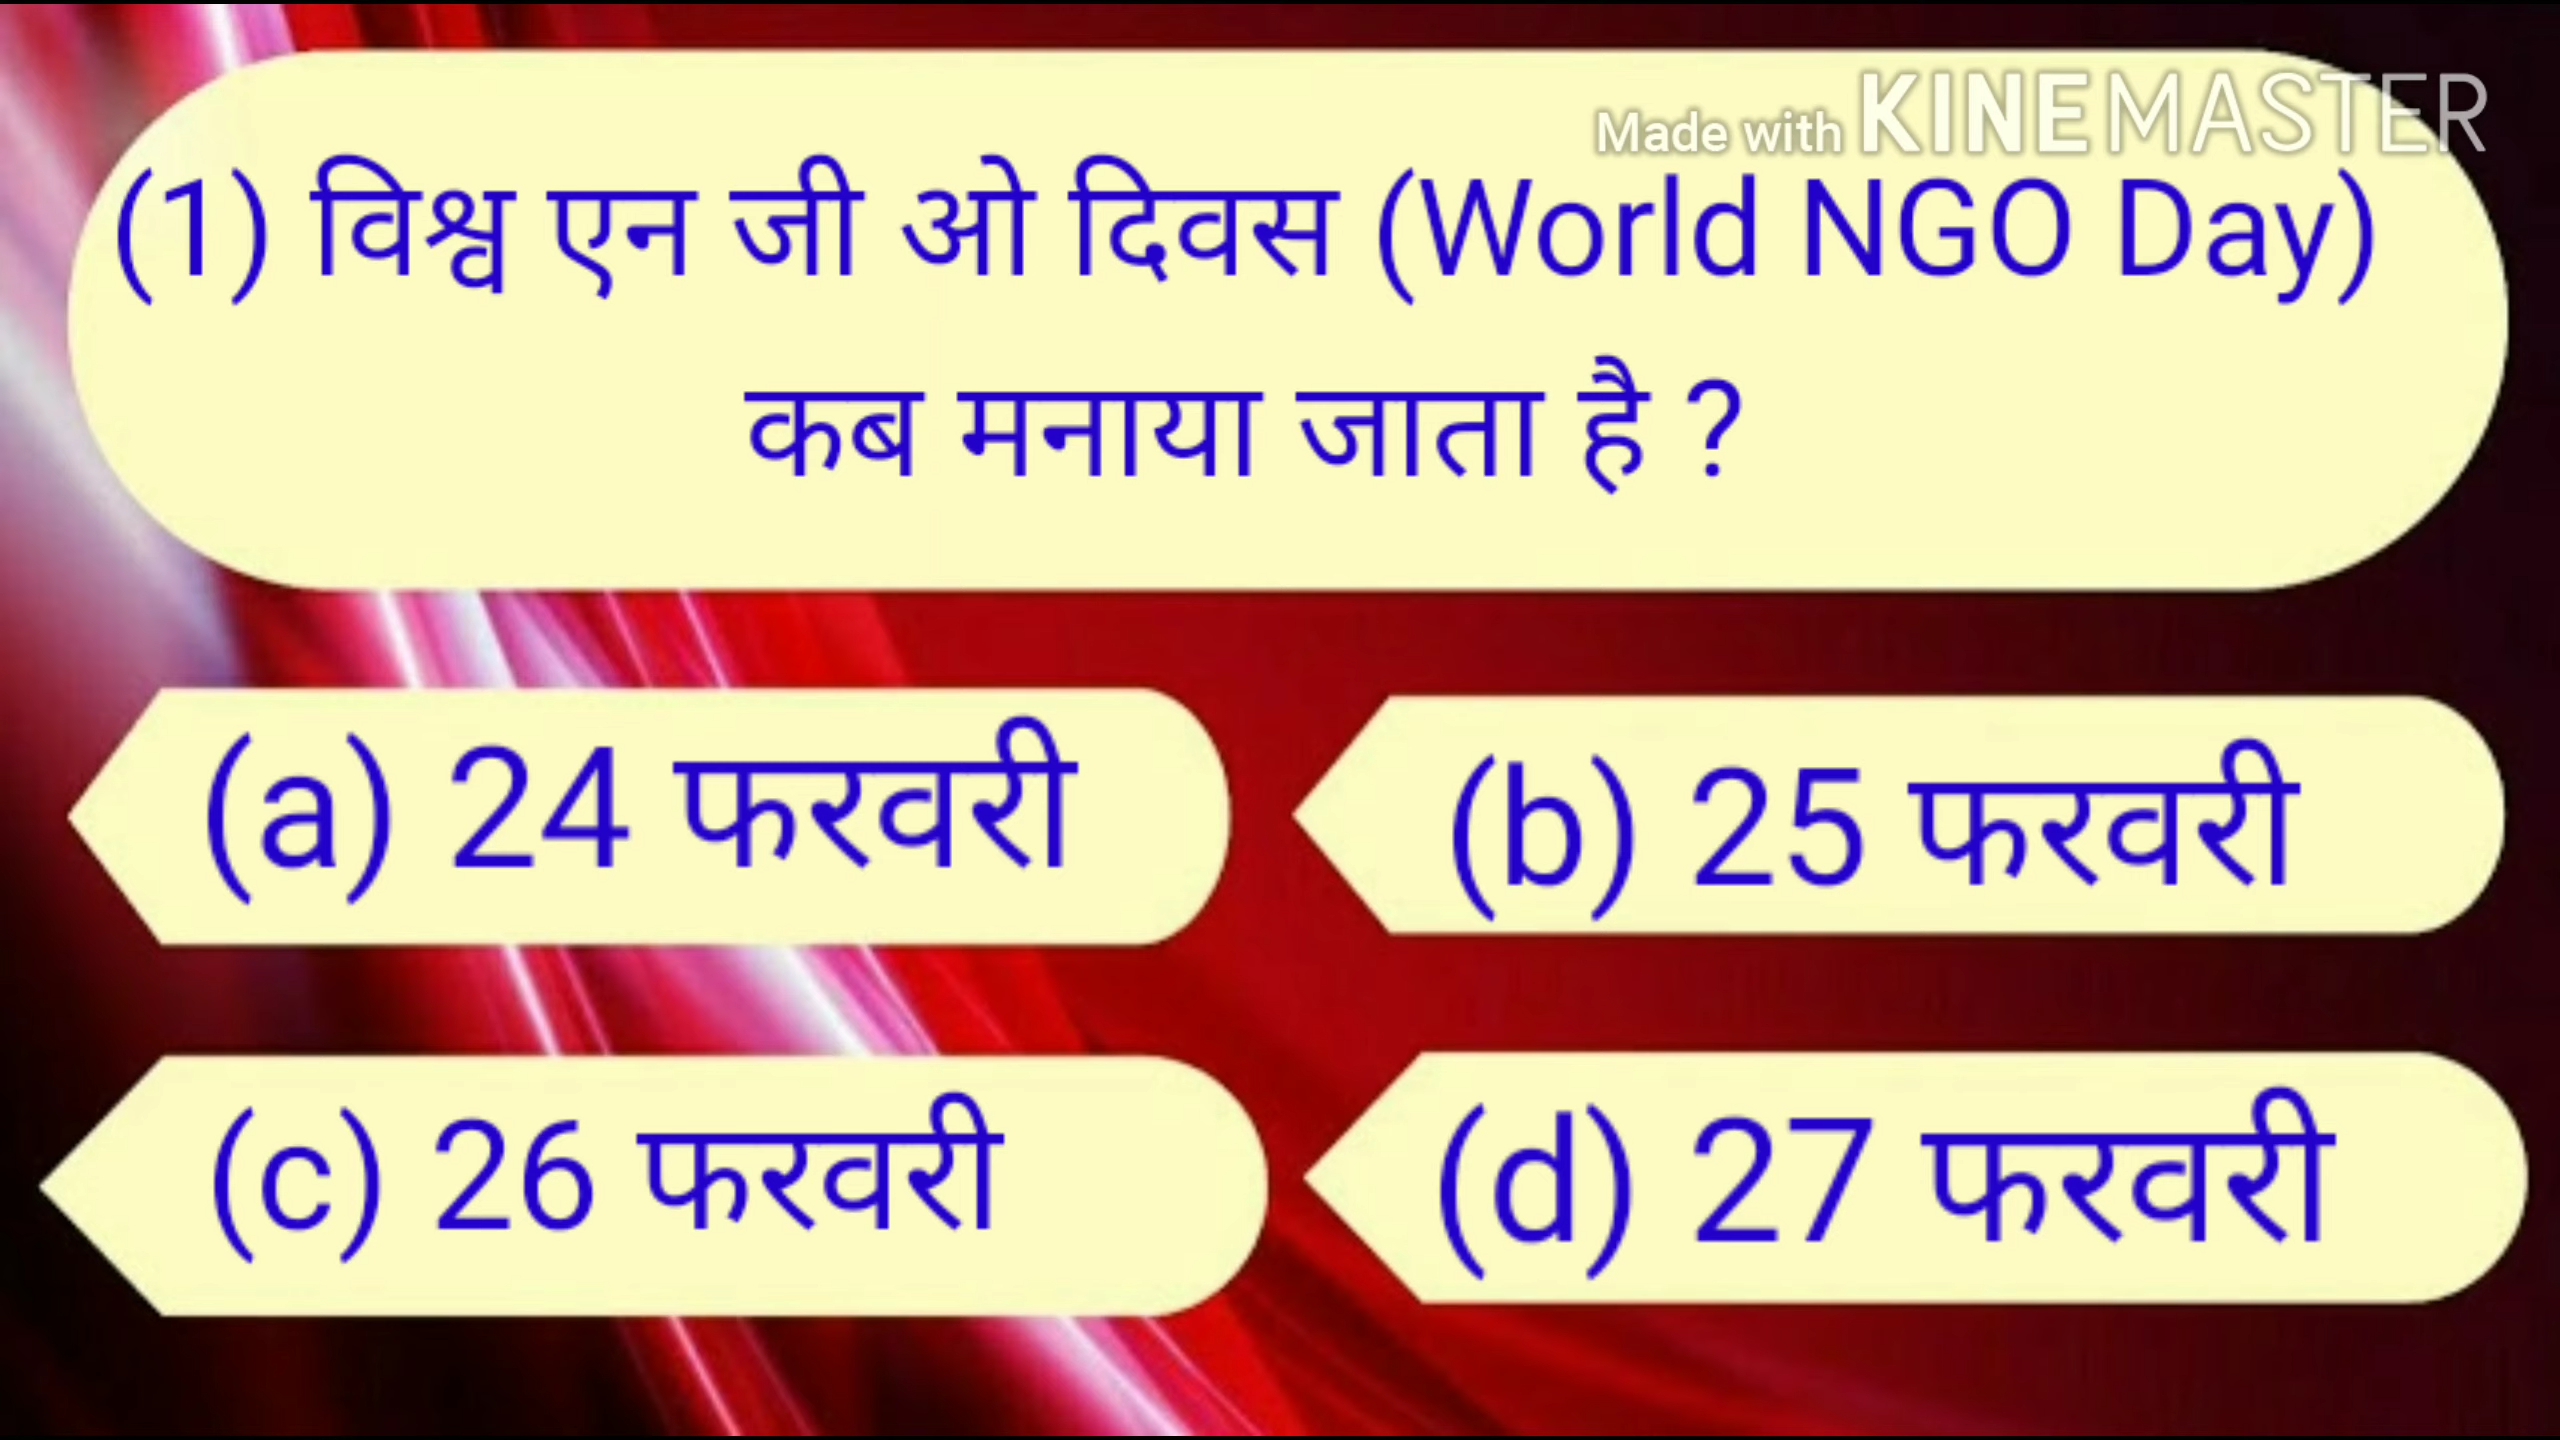 Made with KINEMASTER
(1) विश्व एन जी ओ दिवस (World NGO Day)
कब मनाया जाता है ?
(a) 24 फरवरी
(b) 25 फरवरी
(c) 26 फरवरी
(d) 27 फरवरी